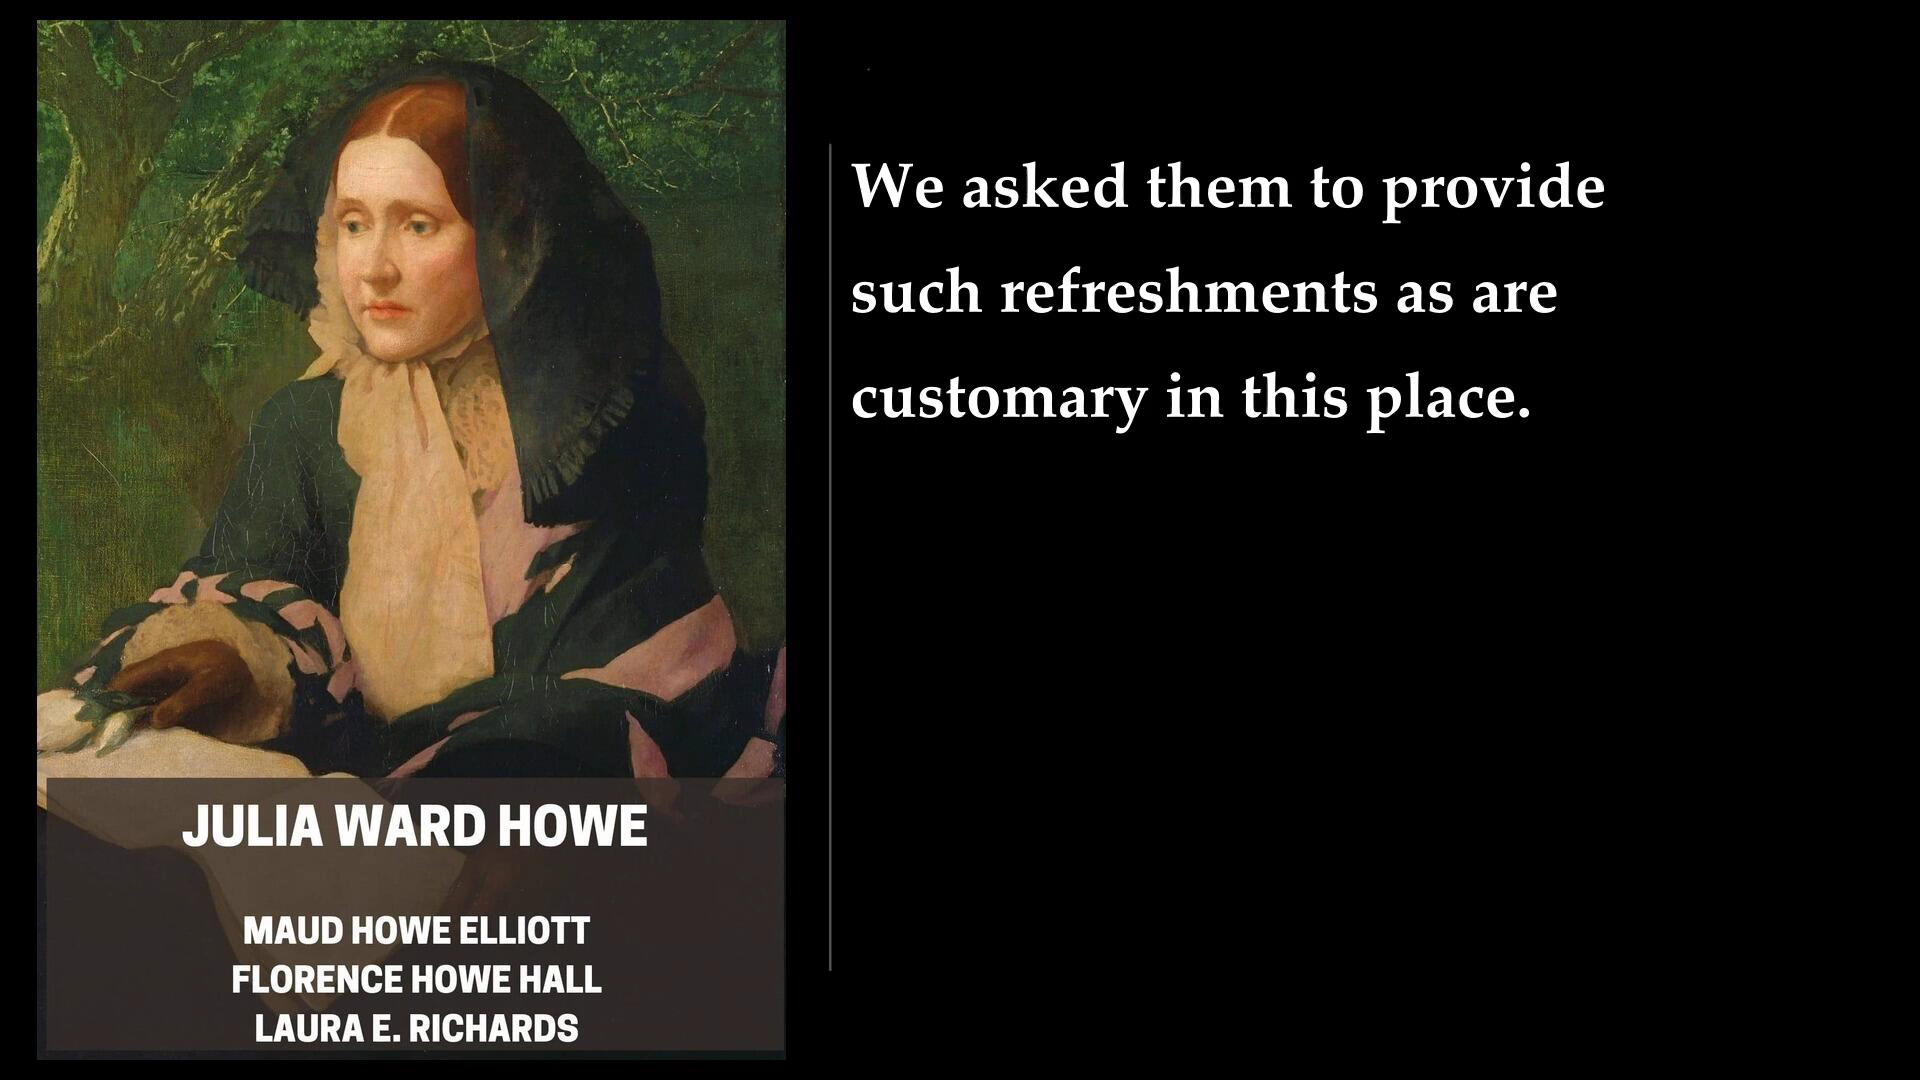 JULIA WARD HOWE
MAUD HOWE ELLIOTT
FLORENCE HOWE HALL
LAURA E. RICHARDS
We asked them to provide
such refreshments as are
customary in this place.